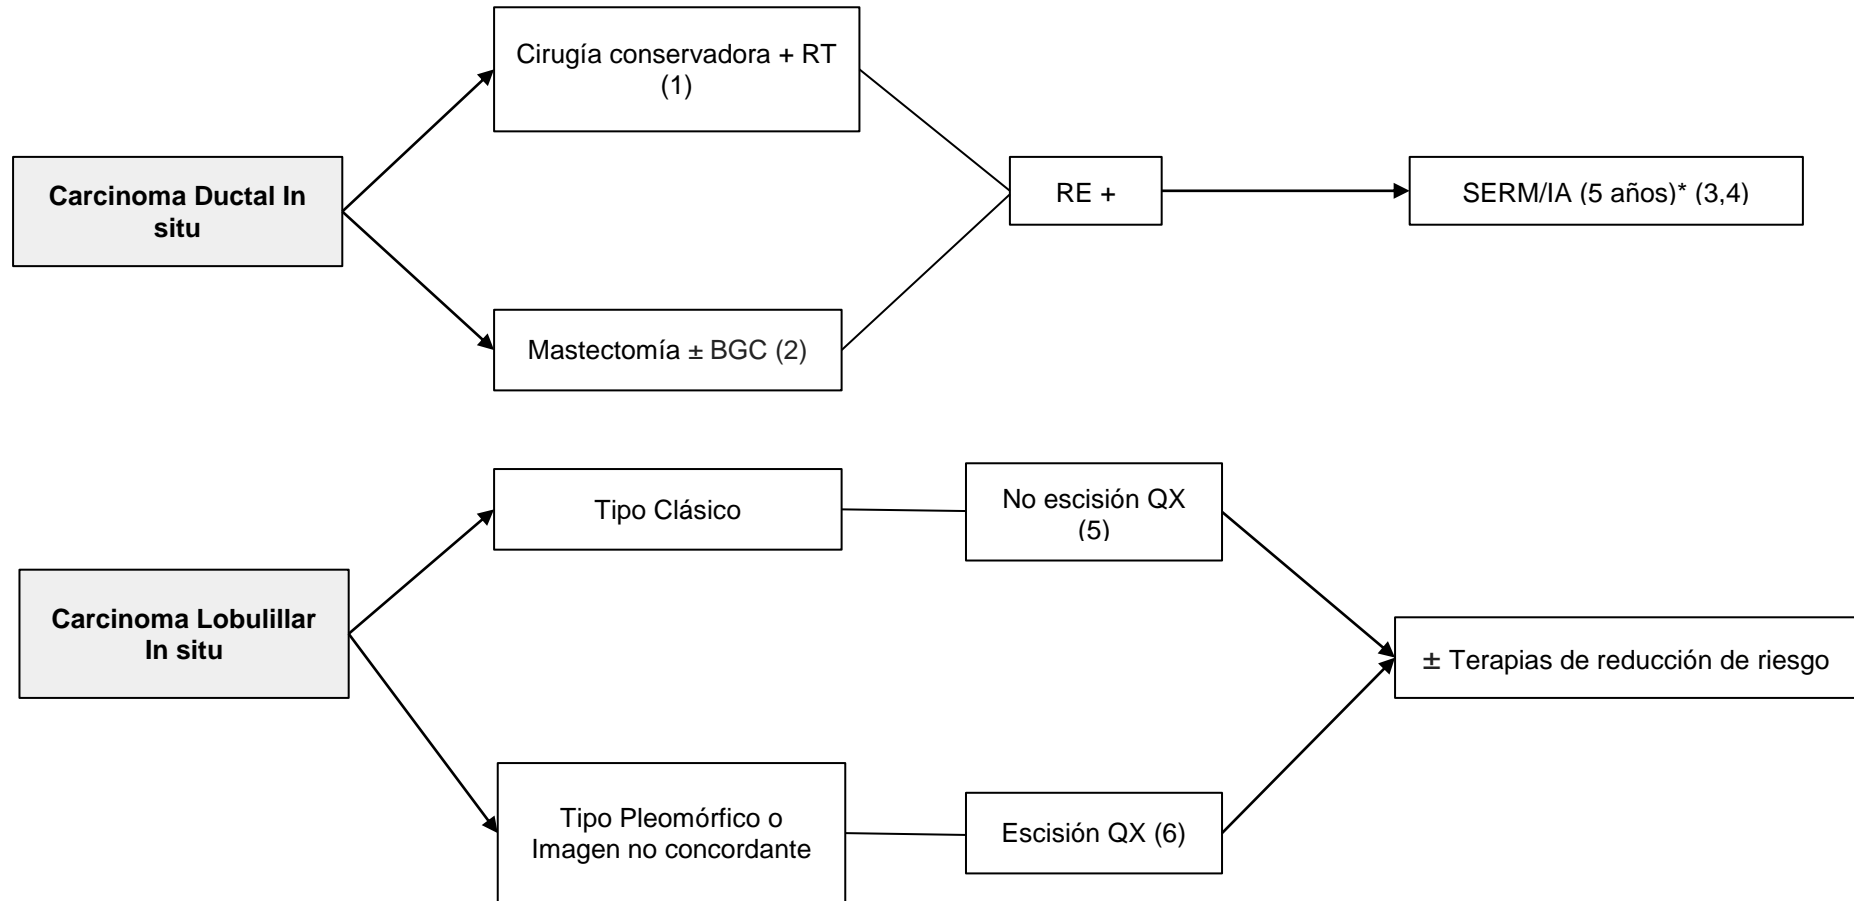 Cirugía conservadora + RT
(1)
Carcinoma Ductal In
situ
RE +
SERM/IA (5 años)* (3,4)
Mastectomía ± BGC (2)
Tipo Clásico
No escisión QX
(5)
Carcinoma Lobulillar
In situ
± Terapias de reducción de riesgo
Tipo Pleomórfico o
Imagen no concordante
Escisión QX (6)